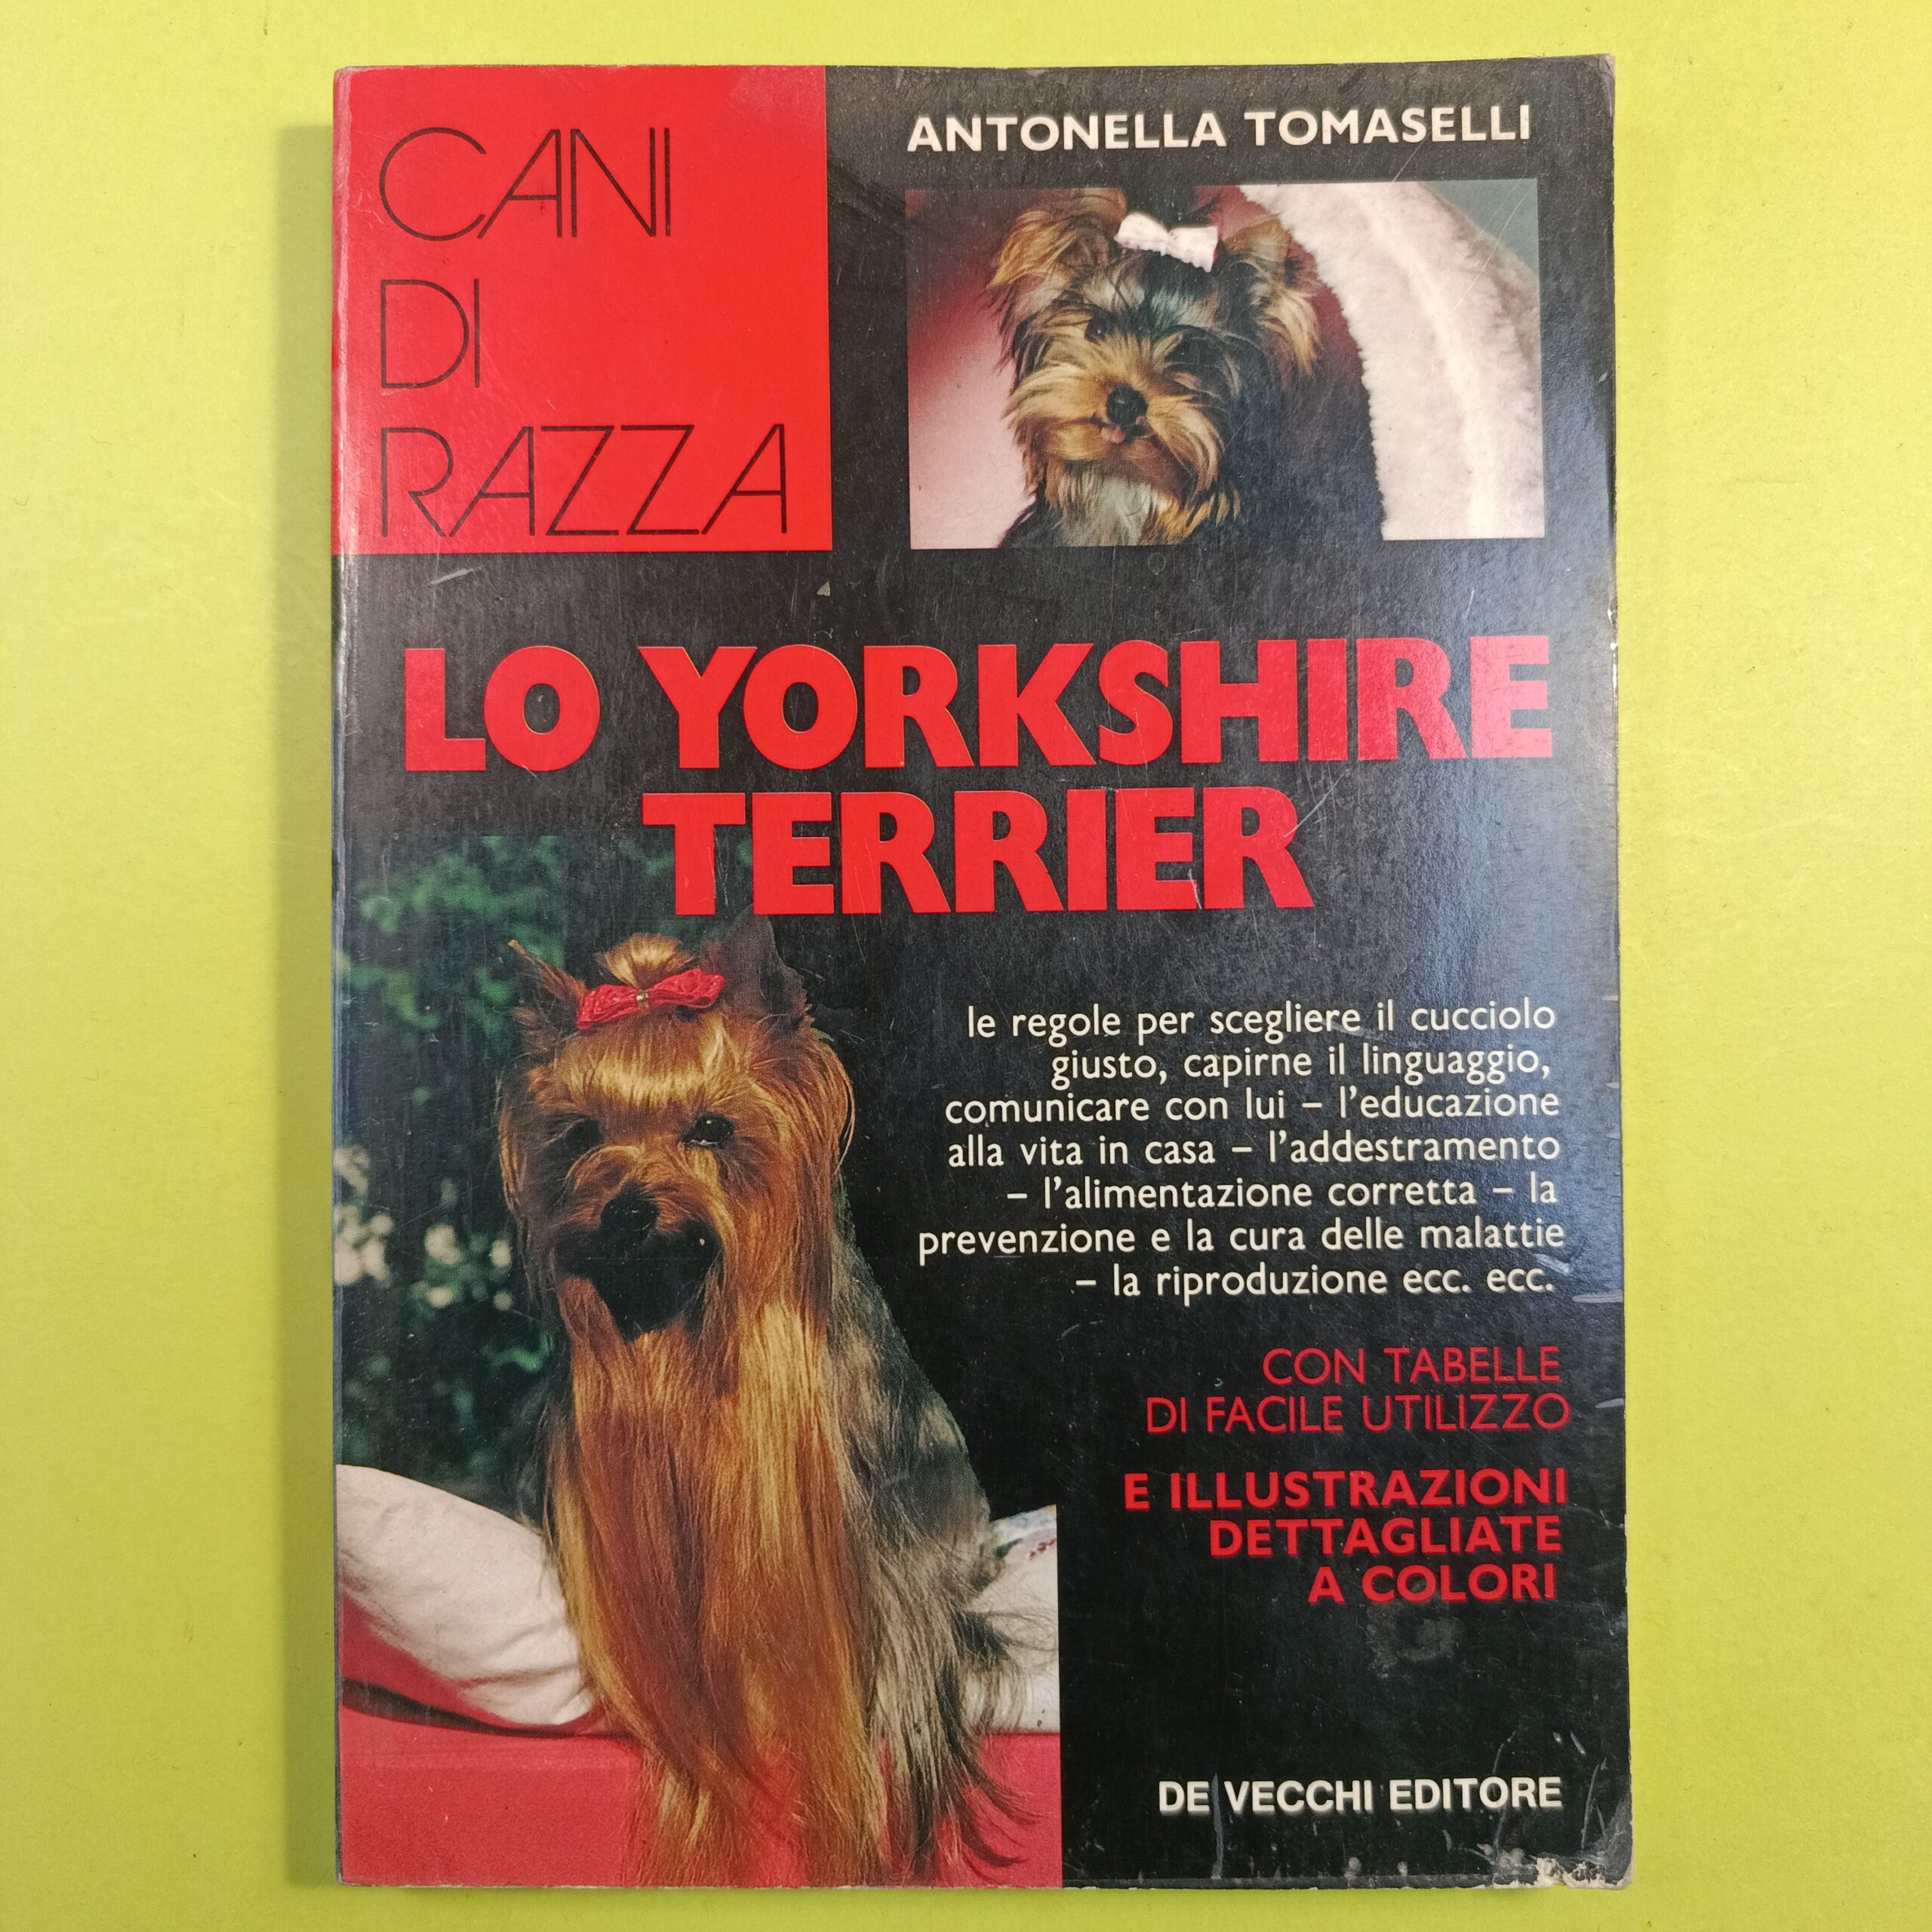 CANI
DI
RAZZA
ANTONELLA TOMASELLI
LO YORKSHIRE
TERRIER
le regole per scegliere il cucciolo
giusto, capirne il linguaggio,
comunicare con lui – l'educazione
alla vita in casa – l'addestramento
– l'alimentazione corretta – la
prevenzione e la cura delle malattie
– la riproduzione ecc. ecc.
CON TABELLE
DI FACILE UTILIZZO
E ILLUSTRAZIONI
DETTAGLIATE
A COLORI
DE VECCHI EDITORE